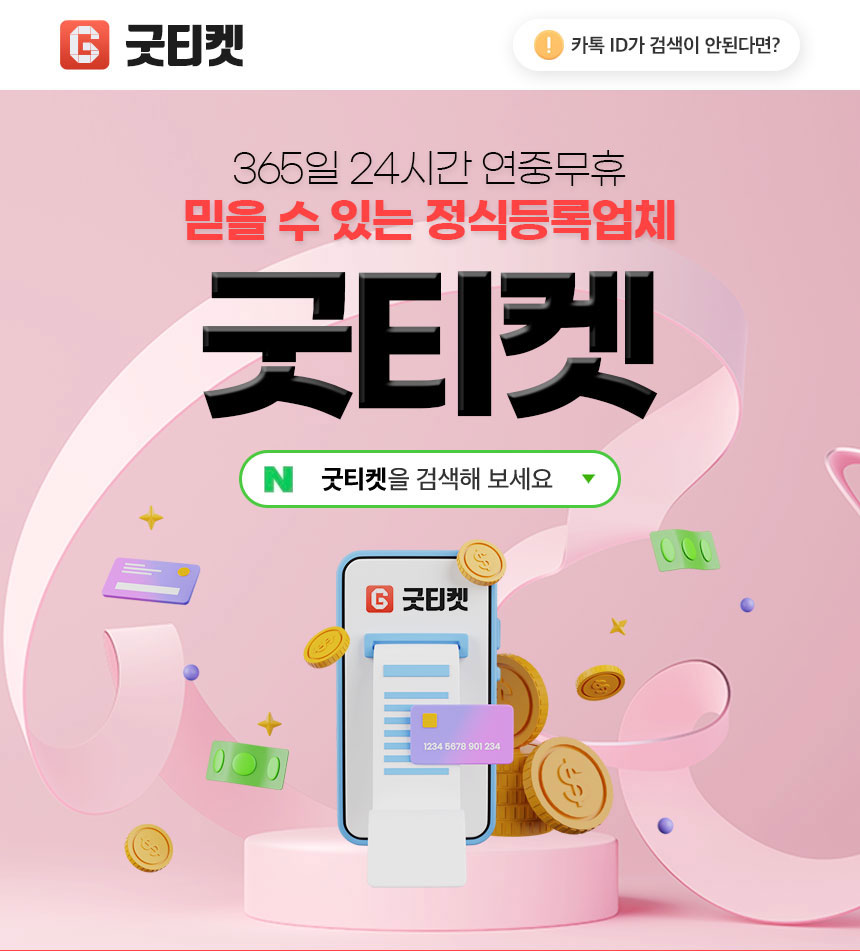 굿티켓
카톡 ID가 검색이 안된다면?
365일 24시간 연중무휴
믿을 수 있는 정식등록업체
굿티켓
N 굿티켓을 검색해 보세요
굿티켓
1234 5678 901 234